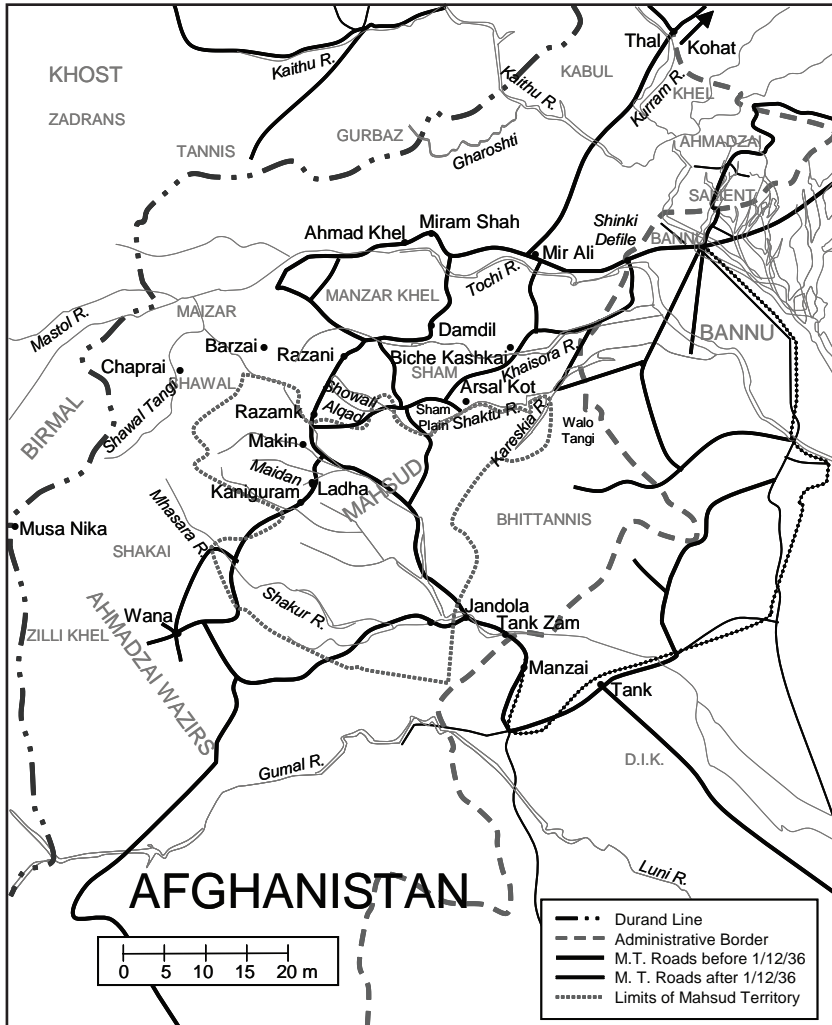 Thal
Kohat
Kaithu R.
KHOST
KABUL
Kaithu R.
Kurram R.
KHEL
ZADRANS
GURBAZ
AHMADZAI
TANNIS
Gharoshti
SADENT
Ahmad Khel
Miram Shah
Shinki
Defile
BANNU
Mir Ali
Tochi R.
MANZAR KHEL
MAIZAR
Mastol R.
Damdil
BANNU
Barzai
Razani
Biche Kashkai
Khaisora R.
Chaprai
SHAWAL
SHAM
Arsal Kot
Showali
Algad
Shawal Tangi
BIRMAL
Razamk
Sham
Plain
Shaktu R.
Kareskie R.
Walo
Tangi
Makin
Maidan
Ladha
MAHSUD
Kaniguram
Mhasara R.
Musa Nika
BHITTANNIS
SHAKAI
Shakur R.
Jandola
Tank Zam
Wana
ZILLI KHEL
AHMADZAI WAZIRS
Manzai
Tank
Gumal R.
D.I.K.
Luni R.
AFGHANISTAN
0 5 10 15 20 m
Durand Line
Administrative Border
M.T. Roads before 1/12/36
M. T. Roads after 1/12/36
Limits of Mahsud Territory